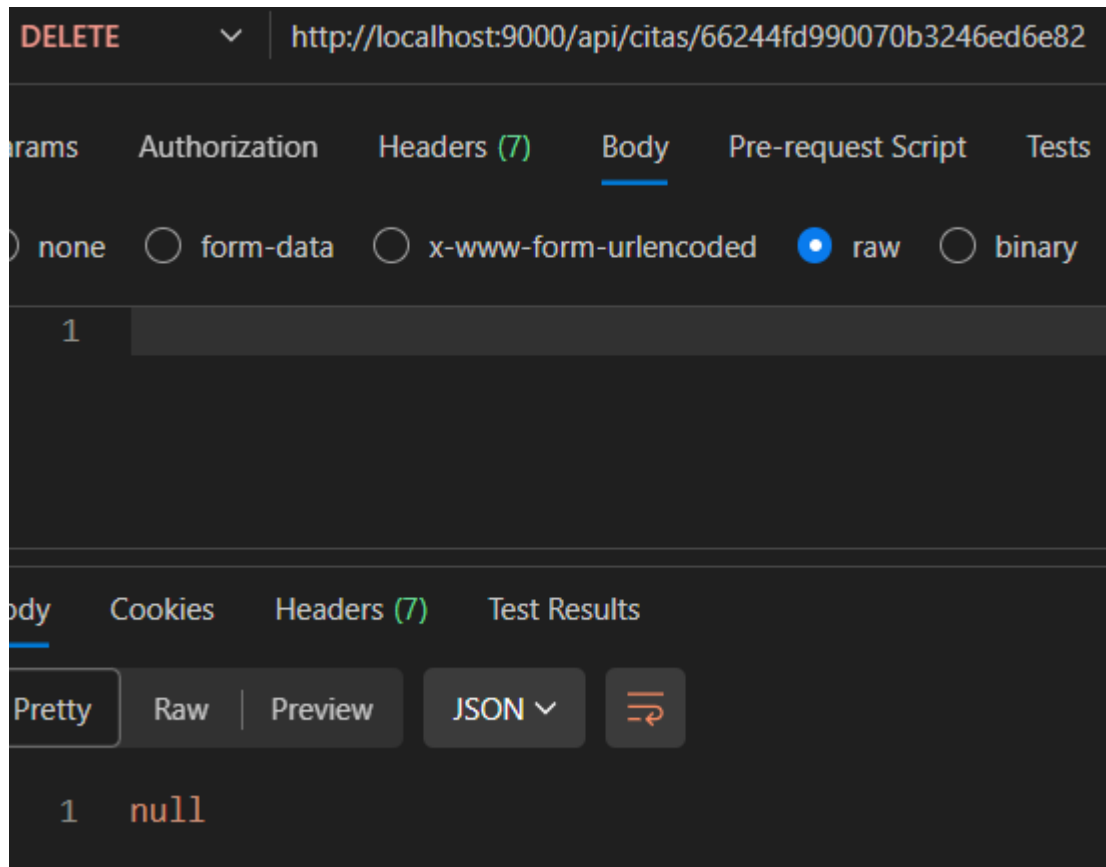 DELETE http://localhost:9000/api/citas/66244fd990070b3246ed6e82
arams Authorization Headers (7) Body Pre-request Script Tests
none form-data x-www-form-urlencoded raw binary
1
ody Cookies Headers (7) Test Results
Pretty Raw Preview JSON
1 null